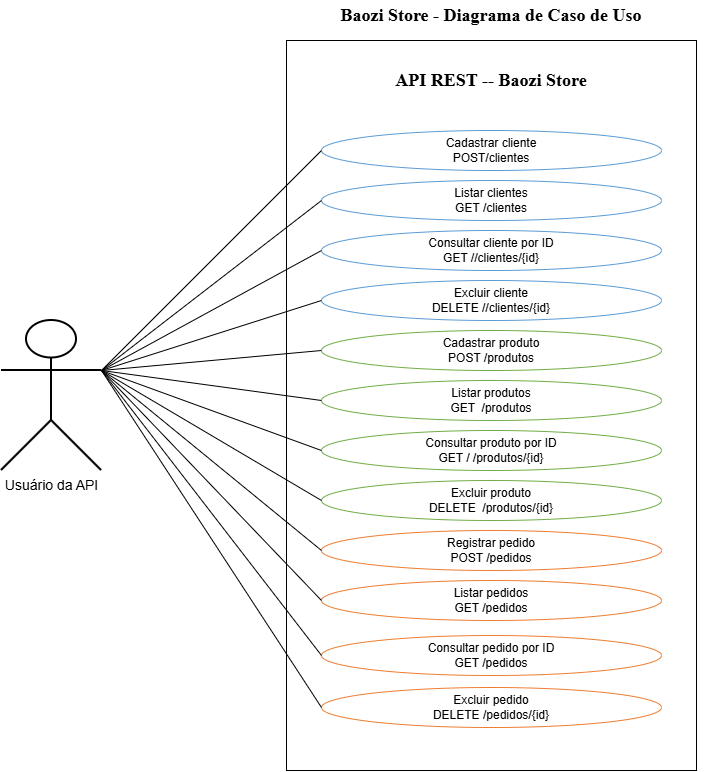 Baozi Store - Diagrama de Caso de Uso
API REST -- Baozi Store
Cadastrar cliente
POST/clientes
Listar clientes
GET /clientes
Consultar cliente por ID
GET //clientes/{id}
Excluir cliente
DELETE //clientes/{id}
Cadastrar produto
POST /produtos
Listar produtos
GET  /produtos
Consultar produto por ID
GET / /produtos/{id}
Excluir produto
DELETE  /produtos/{id}
Registrar pedido
POST /pedidos
Listar pedidos
GET /pedidos
Consultar pedido por ID
GET /pedidos
Excluir pedido
DELETE /pedidos/{id}
Usuário da API